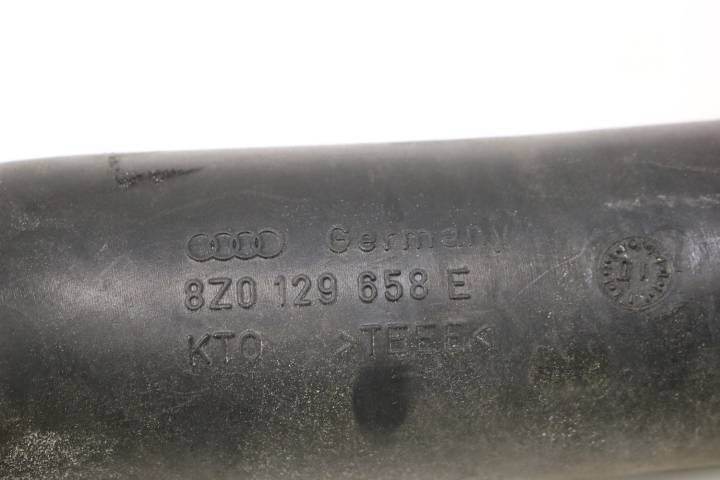 Germany
8Z0 129 658 E
KTO >TEEE<